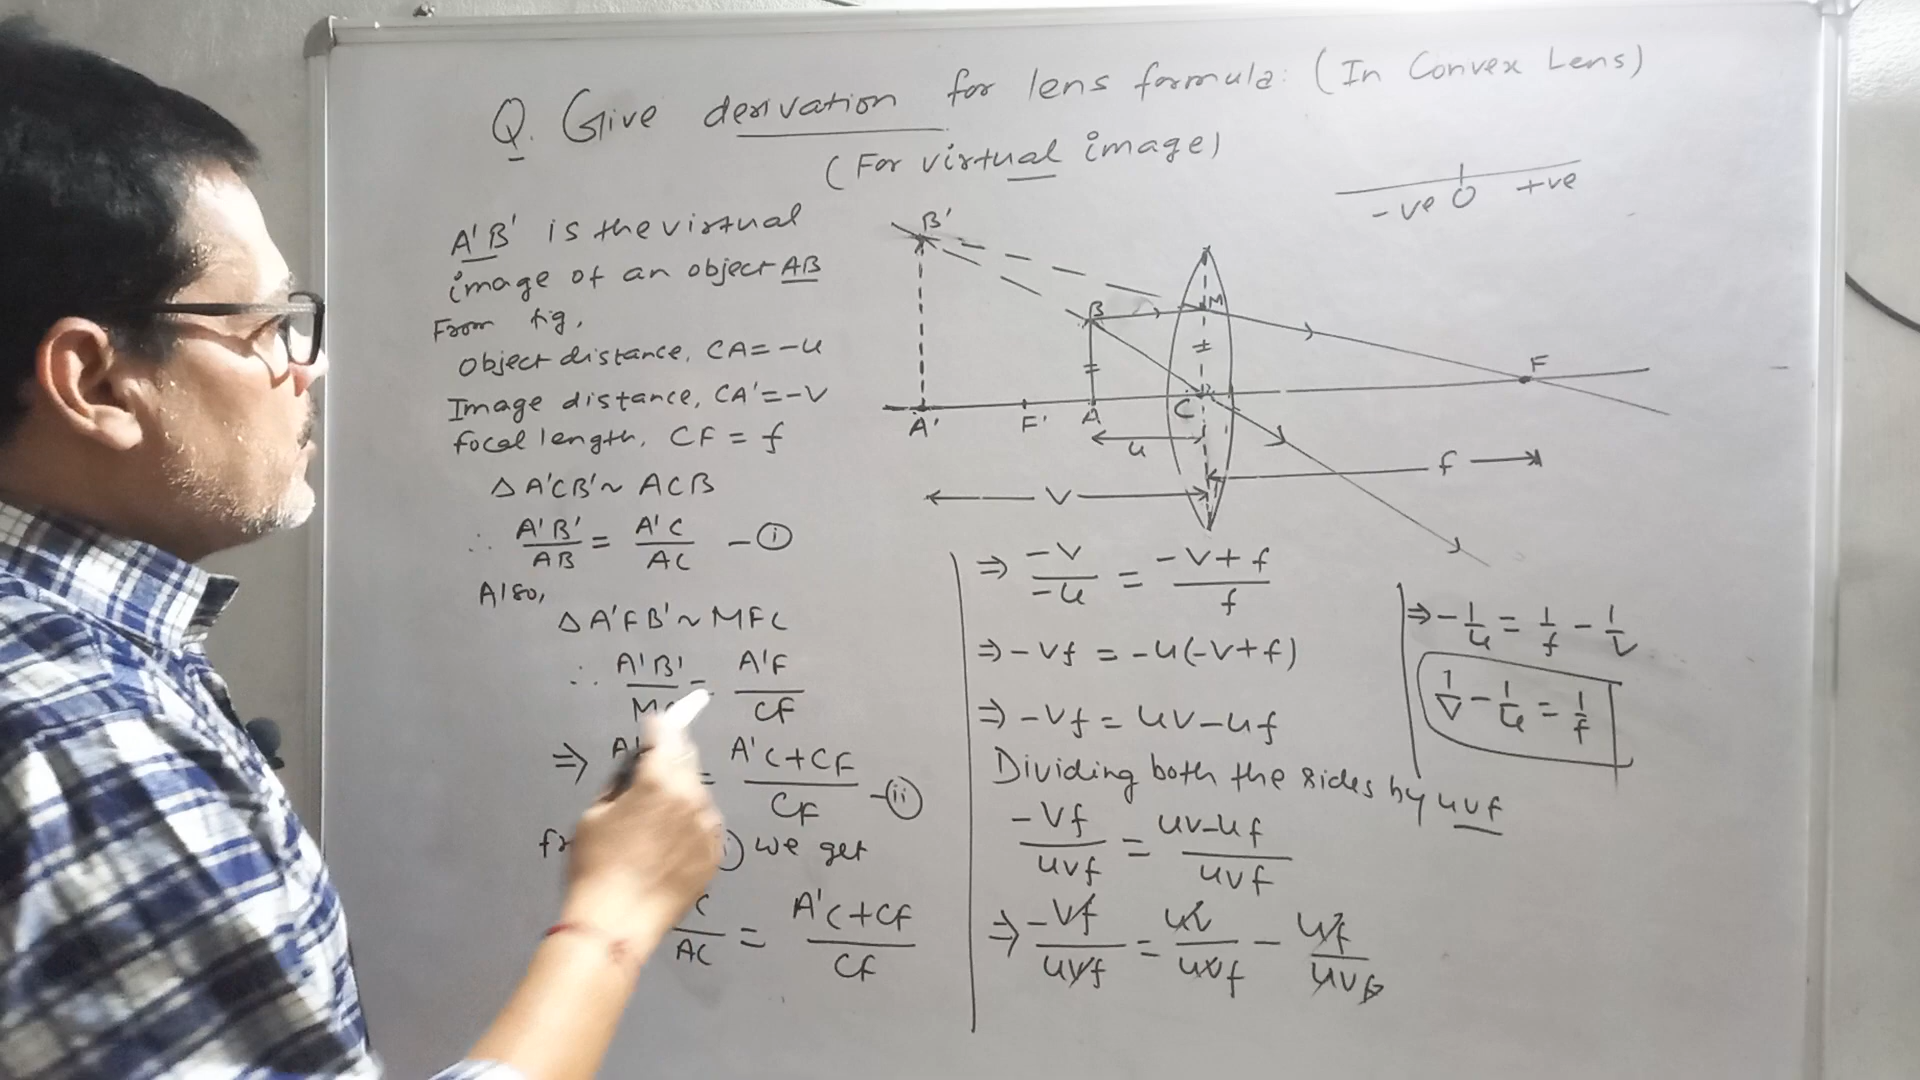 Q. Give derivation for lens formula: (In Convex Lens)
(For virtual image)
-ve O +ve
A'B' is the virtual
image of an object AB
From fig,
Object distance, CA = -u
Image distance, CA' = -v
focal length, CF = f
Δ A'CB' ~ ACB
∴ A'B'/AB = A'C/AC - (i)
Also,
Δ A'FB' ~ MFC
∴ A'B'/M = A'F/CF
⇒ A' = A'C+CF/CF - (ii)
we get
C/AC = A'C+CF/CF
B'
B
M
F
A'
F'
A
C
u
f
V
⇒ -v/-u = -v+f/f
⇒ -vf = -u(-v+f)
⇒ -vf = uv-uf
Dividing both the sides by uvf
-vf/uvf = uv-uf/uvf
⇒ -vf/uvf = uv/uvf - uf/uvf
⇒ -1/u = 1/f - 1/v
1/v - 1/u = 1/f